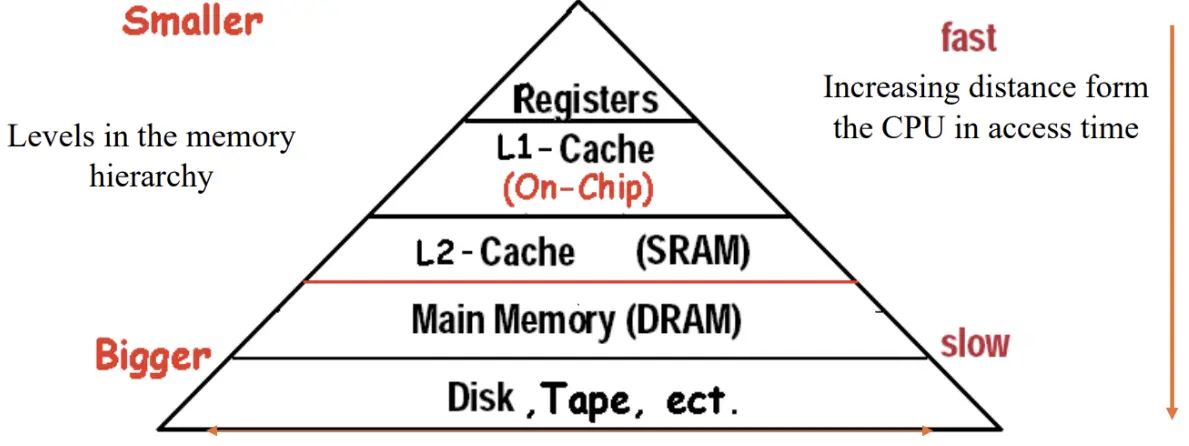 Smaller
fast
Increasing distance form
the CPU in access time
Levels in the memory
hierarchy
Registers
L1-Cache
(On-Chip)
L2-Cache (SRAM)
Main Memory (DRAM)
Bigger
slow
Disk, Tape, ect.